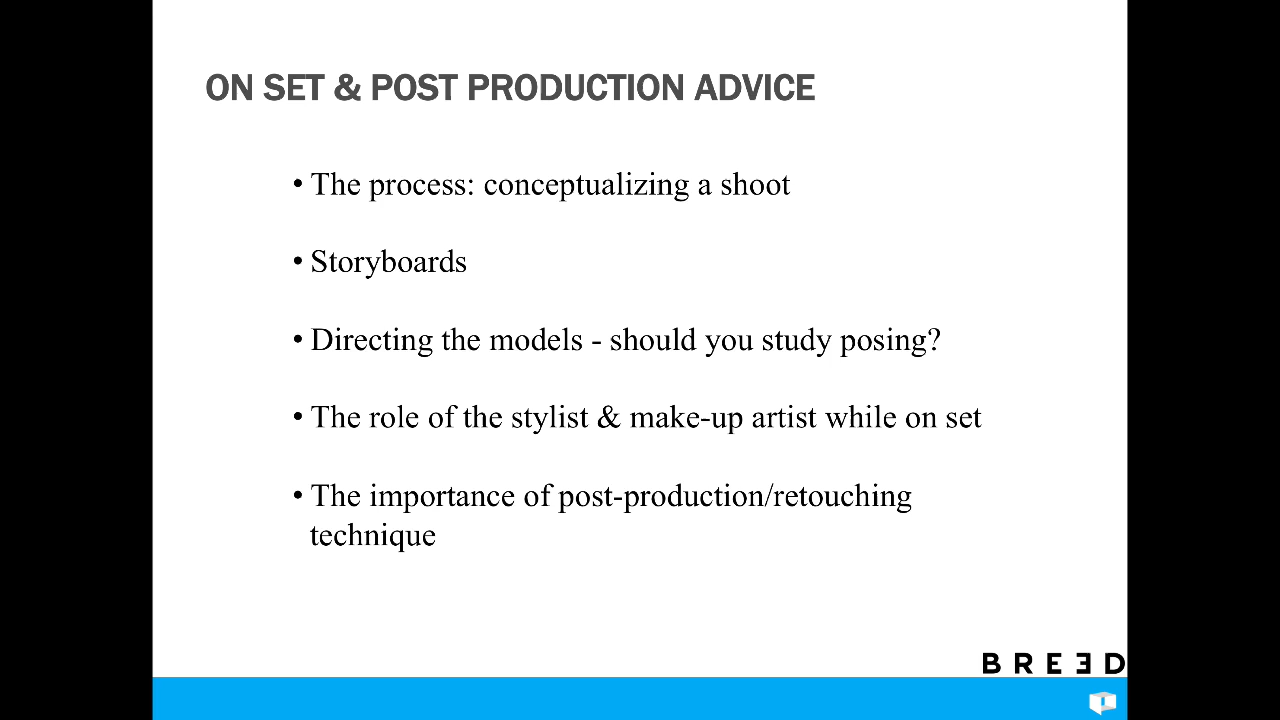 ON SET & POST PRODUCTION ADVICE
• The process: conceptualizing a shoot
• Storyboards
• Directing the models - should you study posing?
• The role of the stylist & make-up artist while on set
• The importance of post-production/retouching
technique
BREED